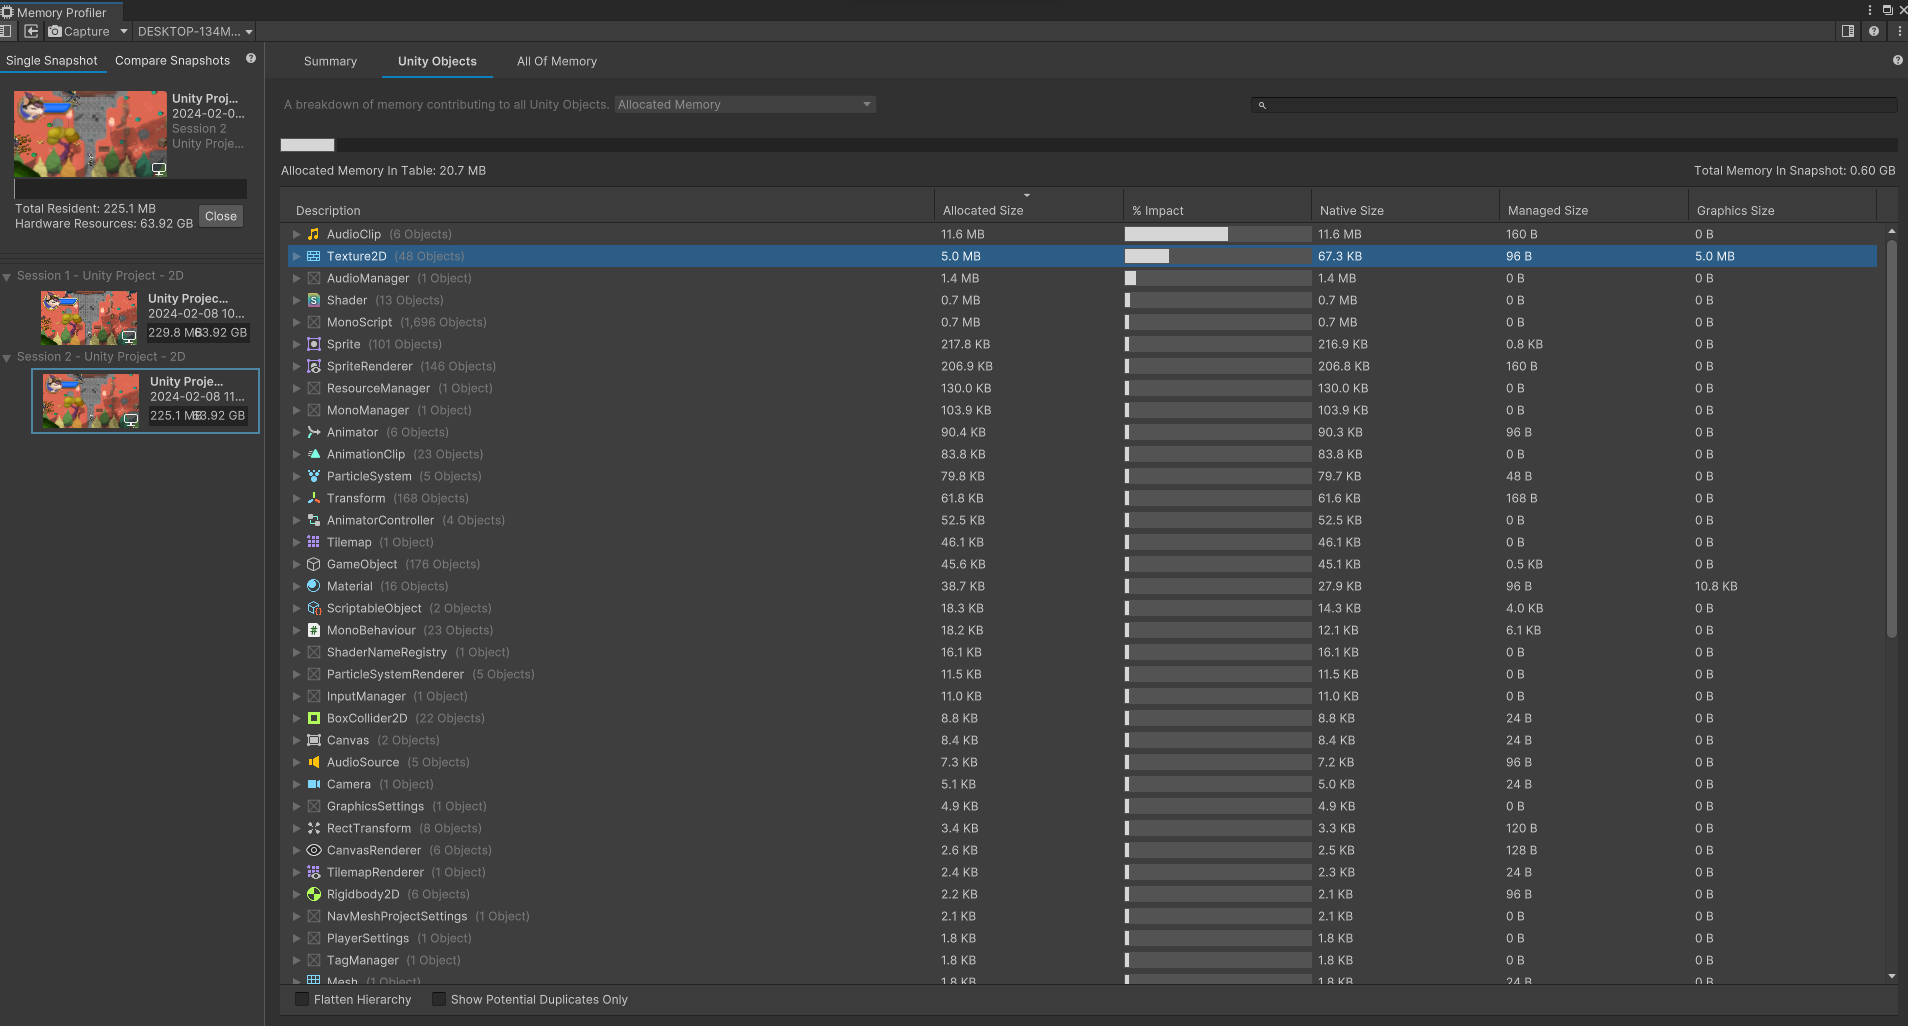 Memory Profiler
Capture DESKTOP-134M...
Single Snapshot Compare Snapshots
Unity Proj...
2024-02-0...
Session 2
Unity Proje...
Total Resident: 225.1 MB
Hardware Resources: 63.92 GB Close
Session 1 - Unity Project - 2D
Unity Projec...
2024-02-08 10...
229.8 MB 63.92 GB
Session 2 - Unity Project - 2D
Unity Proje...
2024-02-08 11...
225.1 MB 63.92 GB
Summary Unity Objects All Of Memory
A breakdown of memory contributing to all Unity Objects. Allocated Memory
Allocated Memory In Table: 20.7 MB Total Memory In Snapshot: 0.60 GB
Description Allocated Size % Impact Native Size Managed Size Graphics Size
AudioClip (6 Objects) 11.6 MB 11.6 MB 160 B 0 B
Texture2D (48 Objects) 5.0 MB 67.3 KB 96 B 5.0 MB
AudioManager (1 Object) 1.4 MB 1.4 MB 0 B 0 B
Shader (13 Objects) 0.7 MB 0.7 MB 0 B 0 B
MonoScript (1,696 Objects) 0.7 MB 0.7 MB 0 B 0 B
Sprite (101 Objects) 217.8 KB 216.9 KB 0.8 KB 0 B
SpriteRenderer (146 Objects) 206.9 KB 206.8 KB 160 B 0 B
ResourceManager (1 Object) 130.0 KB 130.0 KB 0 B 0 B
MonoManager (1 Object) 103.9 KB 103.9 KB 0 B 0 B
Animator (6 Objects) 90.4 KB 90.3 KB 96 B 0 B
AnimationClip (23 Objects) 83.8 KB 83.8 KB 0 B 0 B
ParticleSystem (5 Objects) 79.8 KB 79.7 KB 48 B 0 B
Transform (168 Objects) 61.8 KB 61.6 KB 168 B 0 B
AnimatorController (4 Objects) 52.5 KB 52.5 KB 0 B 0 B
Tilemap (1 Object) 46.1 KB 46.1 KB 0 B 0 B
GameObject (176 Objects) 45.6 KB 45.1 KB 0.5 KB 0 B
Material (16 Objects) 38.7 KB 27.9 KB 96 B 10.8 KB
ScriptableObject (2 Objects) 18.3 KB 14.3 KB 4.0 KB 0 B
MonoBehaviour (23 Objects) 18.2 KB 12.1 KB 6.1 KB 0 B
ShaderNameRegistry (1 Object) 16.1 KB 16.1 KB 0 B 0 B
ParticleSystemRenderer (5 Objects) 11.5 KB 11.5 KB 0 B 0 B
InputManager (1 Object) 11.0 KB 11.0 KB 0 B 0 B
BoxCollider2D (22 Objects) 8.8 KB 8.8 KB 24 B 0 B
Canvas (2 Objects) 8.4 KB 8.4 KB 24 B 0 B
AudioSource (5 Objects) 7.3 KB 7.2 KB 96 B 0 B
Camera (1 Object) 5.1 KB 5.0 KB 24 B 0 B
GraphicsSettings (1 Object) 4.9 KB 4.9 KB 0 B 0 B
RectTransform (8 Objects) 3.4 KB 3.3 KB 120 B 0 B
CanvasRenderer (6 Objects) 2.6 KB 2.5 KB 128 B 0 B
TilemapRenderer (1 Object) 2.4 KB 2.3 KB 24 B 0 B
Rigidbody2D (6 Objects) 2.2 KB 2.1 KB 96 B 0 B
NavMeshProjectSettings (1 Object) 2.1 KB 2.1 KB 0 B 0 B
PlayerSettings (1 Object) 1.8 KB 1.8 KB 0 B 0 B
TagManager (1 Object) 1.8 KB 1.8 KB 0 B 0 B
Mesh (1 Object) 1.8 KB 1.8 KB 24 B 0 B
Flatten Hierarchy Show Potential Duplicates Only